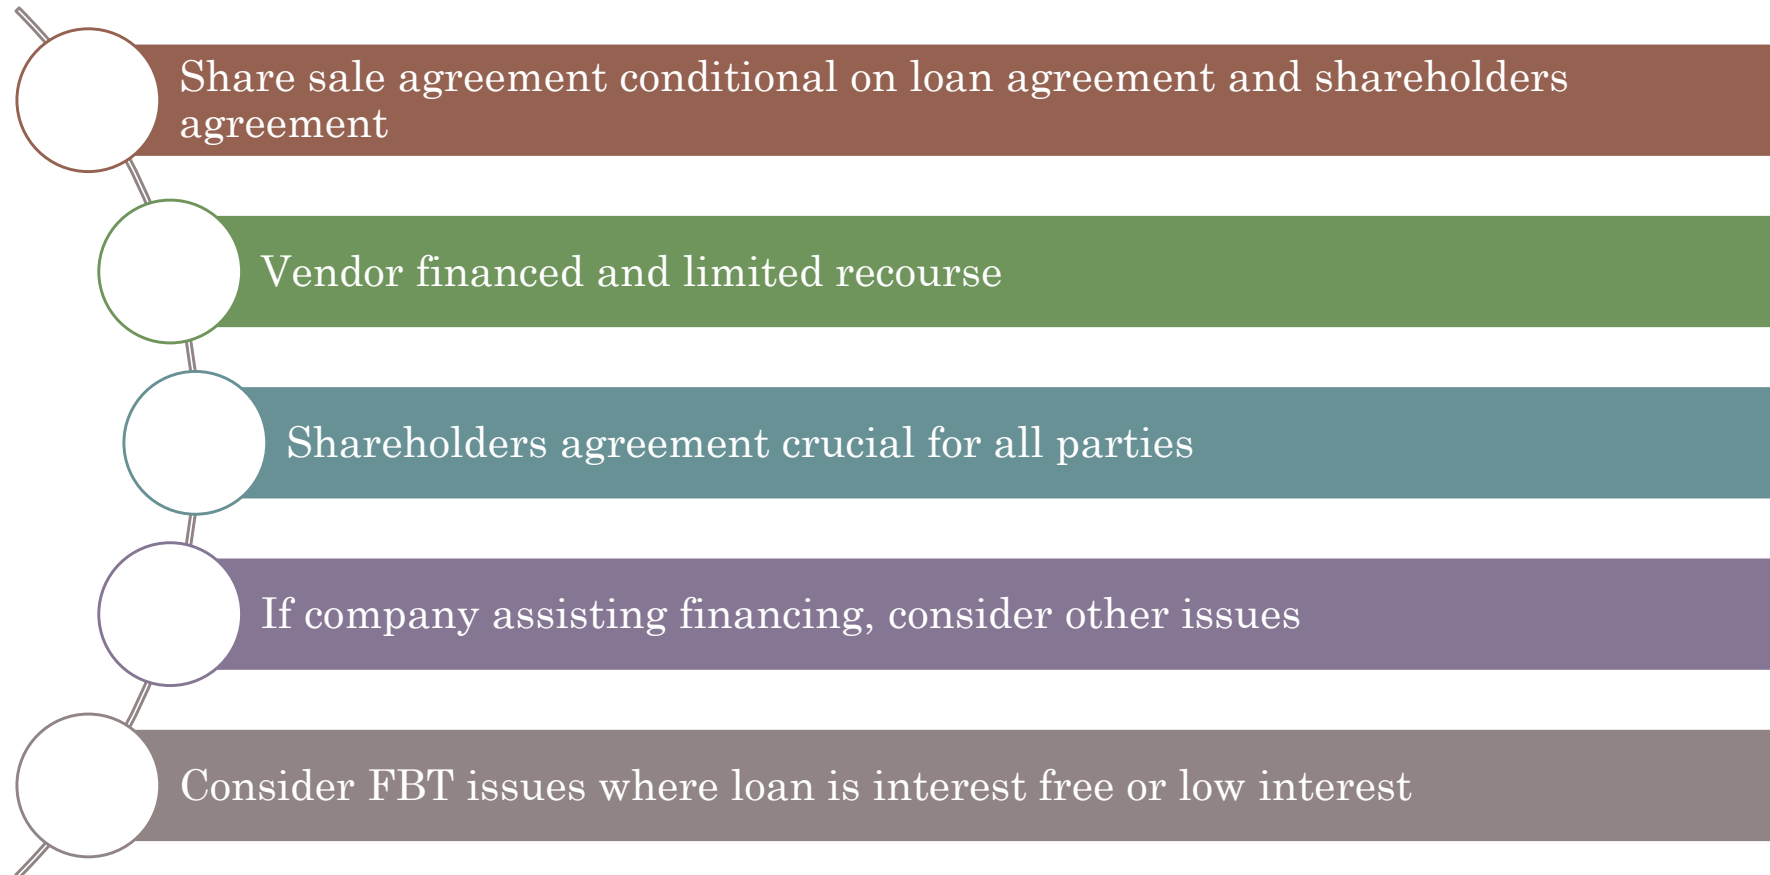 Share sale agreement conditional on loan agreement and shareholders
agreement
Vendor financed and limited recourse
Shareholders agreement crucial for all parties
If company assisting financing, consider other issues
Consider FBT issues where loan is interest free or low interest